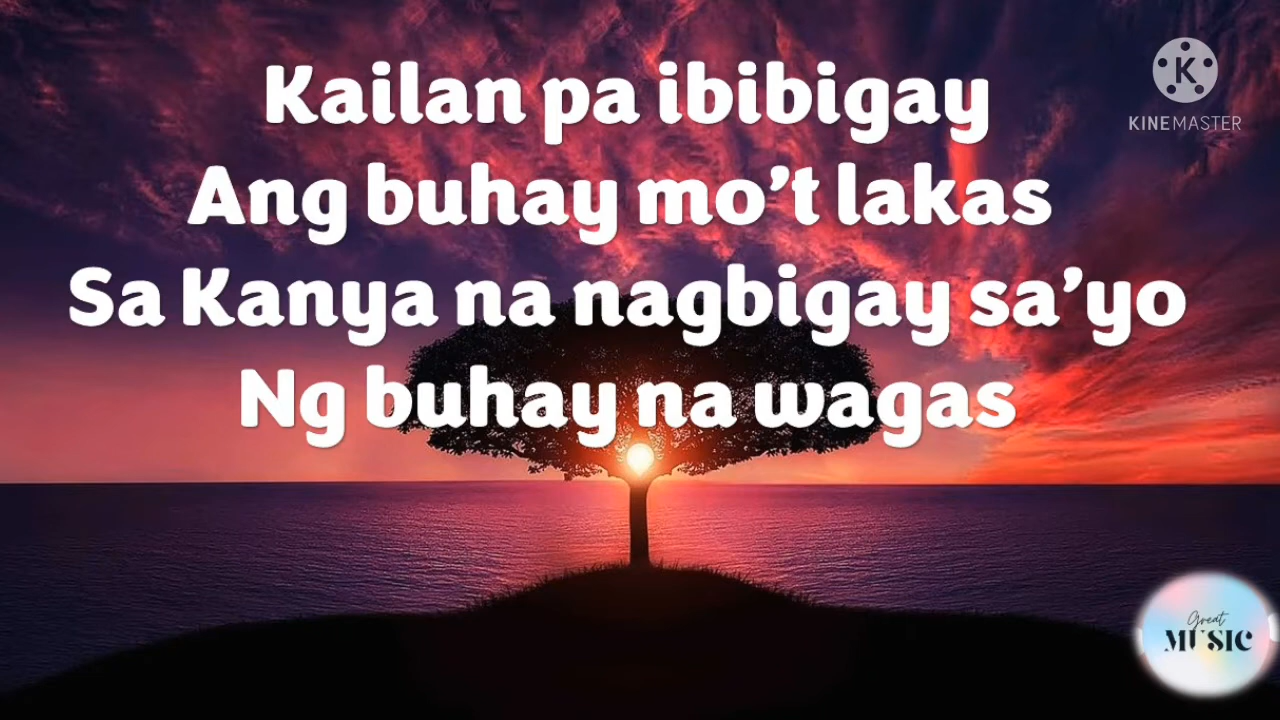 Kailan pa ibibigay
Ang buhay mo't lakas
Sa Kanya na nagbigay sa'yo
Ng buhay na wagas
K
KINEMASTER
Great
MUSIC